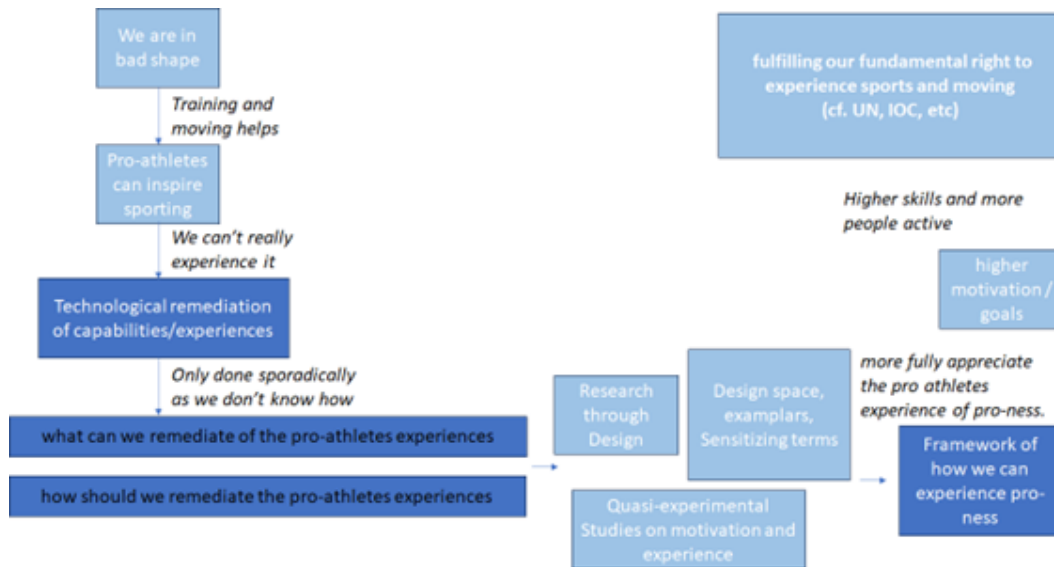 We are in
bad shape
Training and
moving helps
Pro-athletes
can inspire
sporting
We can't really
experience it
Technological remediation
of capabilities/experiences
Only done sporadically
as we don't know how
what can we remediate of the pro-athletes experiences
how should we remediate the pro-athletes experiences
Research
through
Design
Design space,
examplars,
Sensitizing terms
Quasi-experimental
Studies on motivation and
experience
fulfilling our fundamental right to
experience sports and moving
(cf. UN, IOC, etc)
Higher skills and more
people active
higher
motivation /
goals
more fully appreciate
the pro athletes
experience of pro-ness.
Framework of
how we can
experience pro-
ness